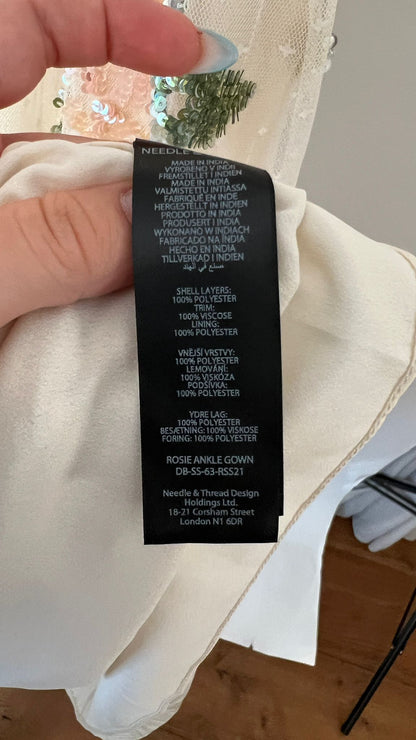 NEEDLE
MADE IN INDIA
VYROBENO V INDII
FREMSTILLET I INDIEN
MADE IN INDIA
VALMISTETTU INTIASSA
FABRIQUÉ EN INDE
HERGESTELLT IN INDIEN
PRODOTTO IN INDIA
PRODUSERT I INDIA
WYKONANO W INDIACH
FABRICADO NA ÍNDIA
HECHO EN INDIA
TILLVERKAD I INDIEN
صنع في الهند
SHELL LAYERS:
100% POLYESTER
TRIM:
100% VISCOSE
LINING:
100% POLYESTER
VNĚJŠÍ VRSTVY:
100% POLYESTER
LEMOVÁNI:
100% VISKÓZA
PODŠÍVKA:
100% POLYESTER
YDRE LAG:
100% POLYESTER
BESÆTNING: 100% VISKOSE
FORING: 100% POLYESTER
ROSIE ANKLE GOWN
DB-SS-63-RSS21
Needle & Thread Design
Holdings Ltd.
18-21 Corsham Street
London N1 6DR